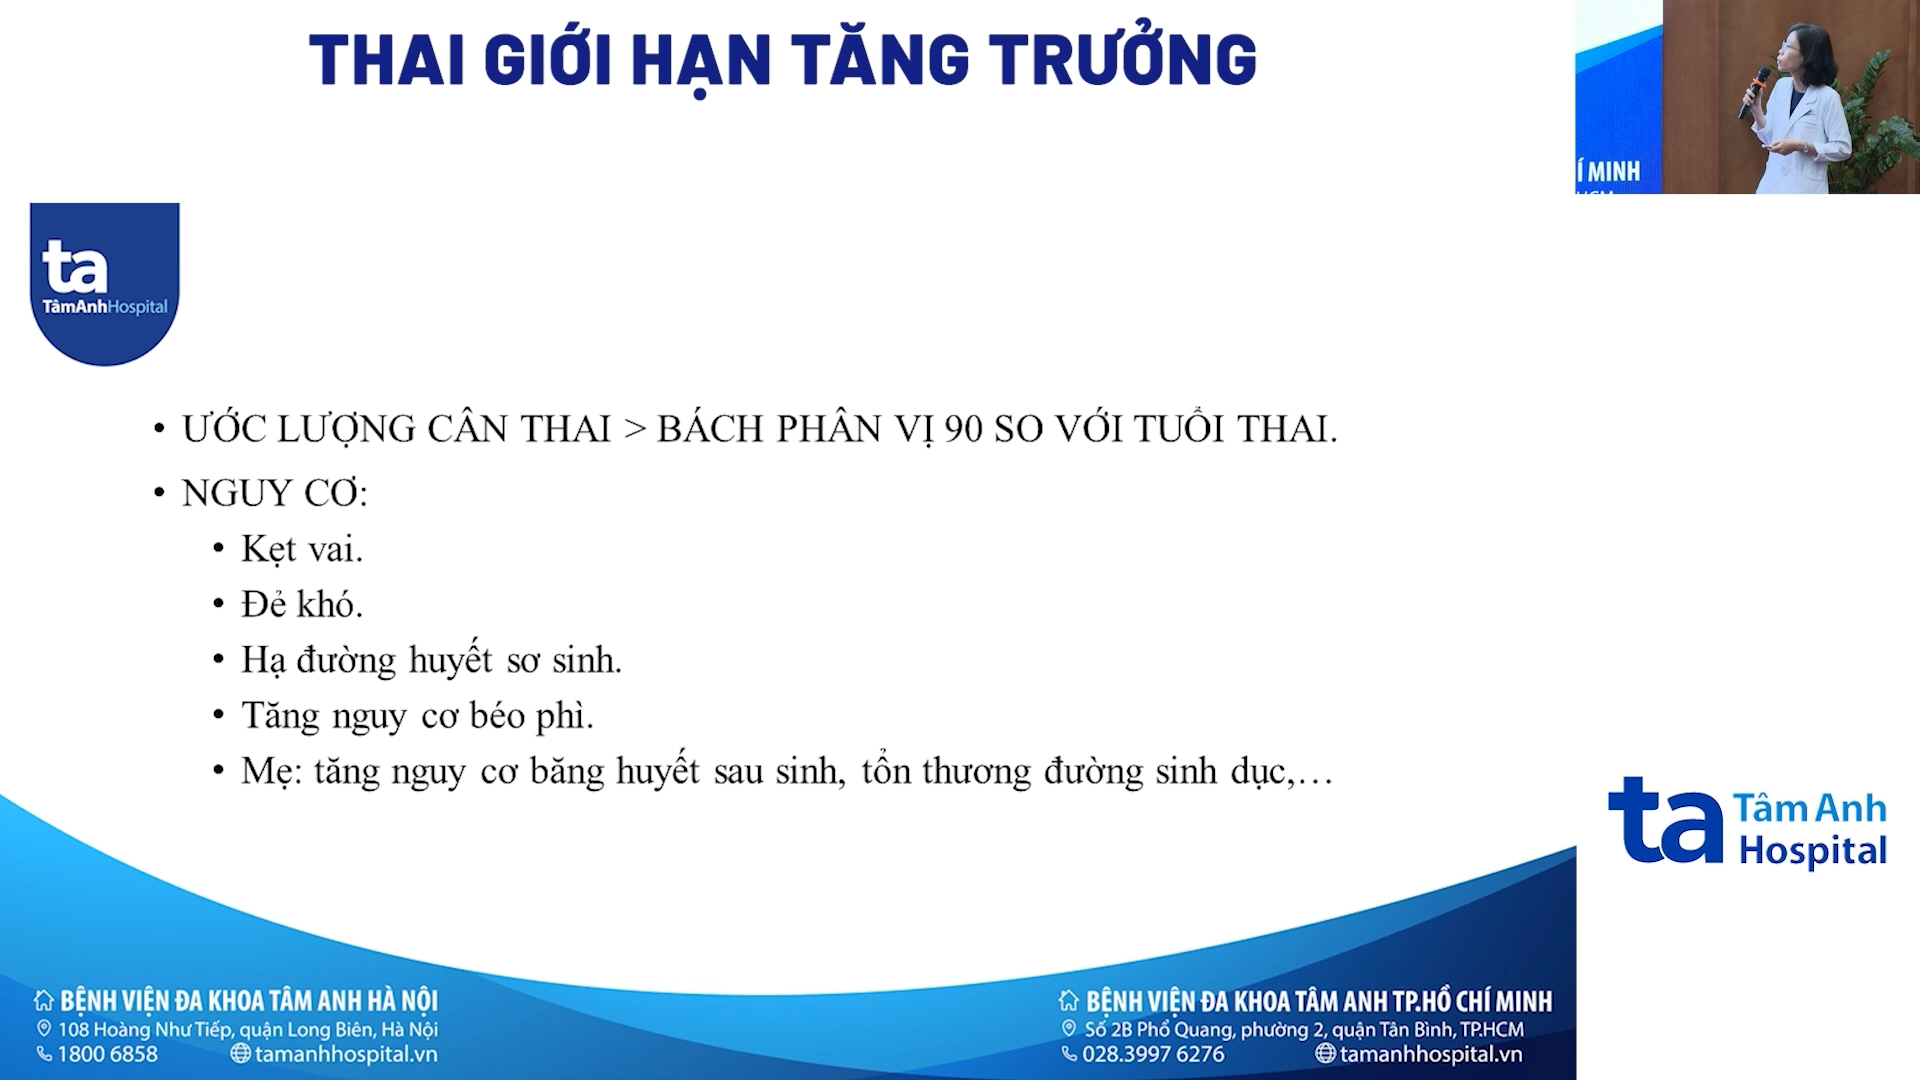 THAI GIỚI HẠN TĂNG TRƯỞNG
Í MINH
ta
TâmAnhHospital
• ƯỚC LƯỢNG CÂN THAI > BÁCH PHÂN VỊ 90 SO VỚI TUỔI THAI.
• NGUY CƠ:
• Kẹt vai.
• Đẻ khó.
• Hạ đường huyết sơ sinh.
• Tăng nguy cơ béo phì.
• Mẹ: tăng nguy cơ băng huyết sau sinh, tổn thương đường sinh dục,…
ta Tâm Anh
Hospital
BỆNH VIỆN ĐA KHOA TÂM ANH HÀ NỘI
108 Hoàng Như Tiếp, quận Long Biên, Hà Nội
1800 6858 tamanhhospital.vn
BỆNH VIỆN ĐA KHOA TÂM ANH TP.HỒ CHÍ MINH
Số 2B Phổ Quang, phường 2, quận Tân Bình, TP.HCM
028.3997 6276 tamanhhospital.vn